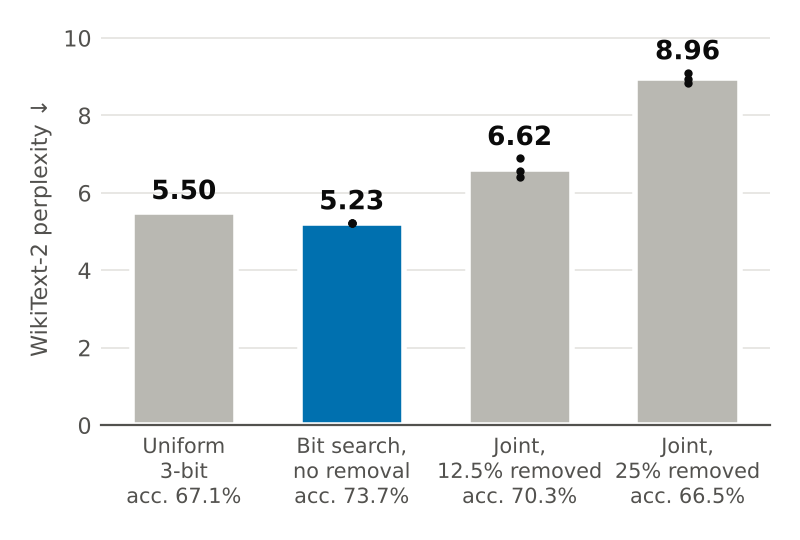 WikiText-2 perplexity ↓
10
8
6
4
2
0
5.50
5.23
6.62
8.96
Uniform
3-bit
acc. 67.1%
Bit search,
no removal
acc. 73.7%
Joint,
12.5% removed
acc. 70.3%
Joint,
25% removed
acc. 66.5%